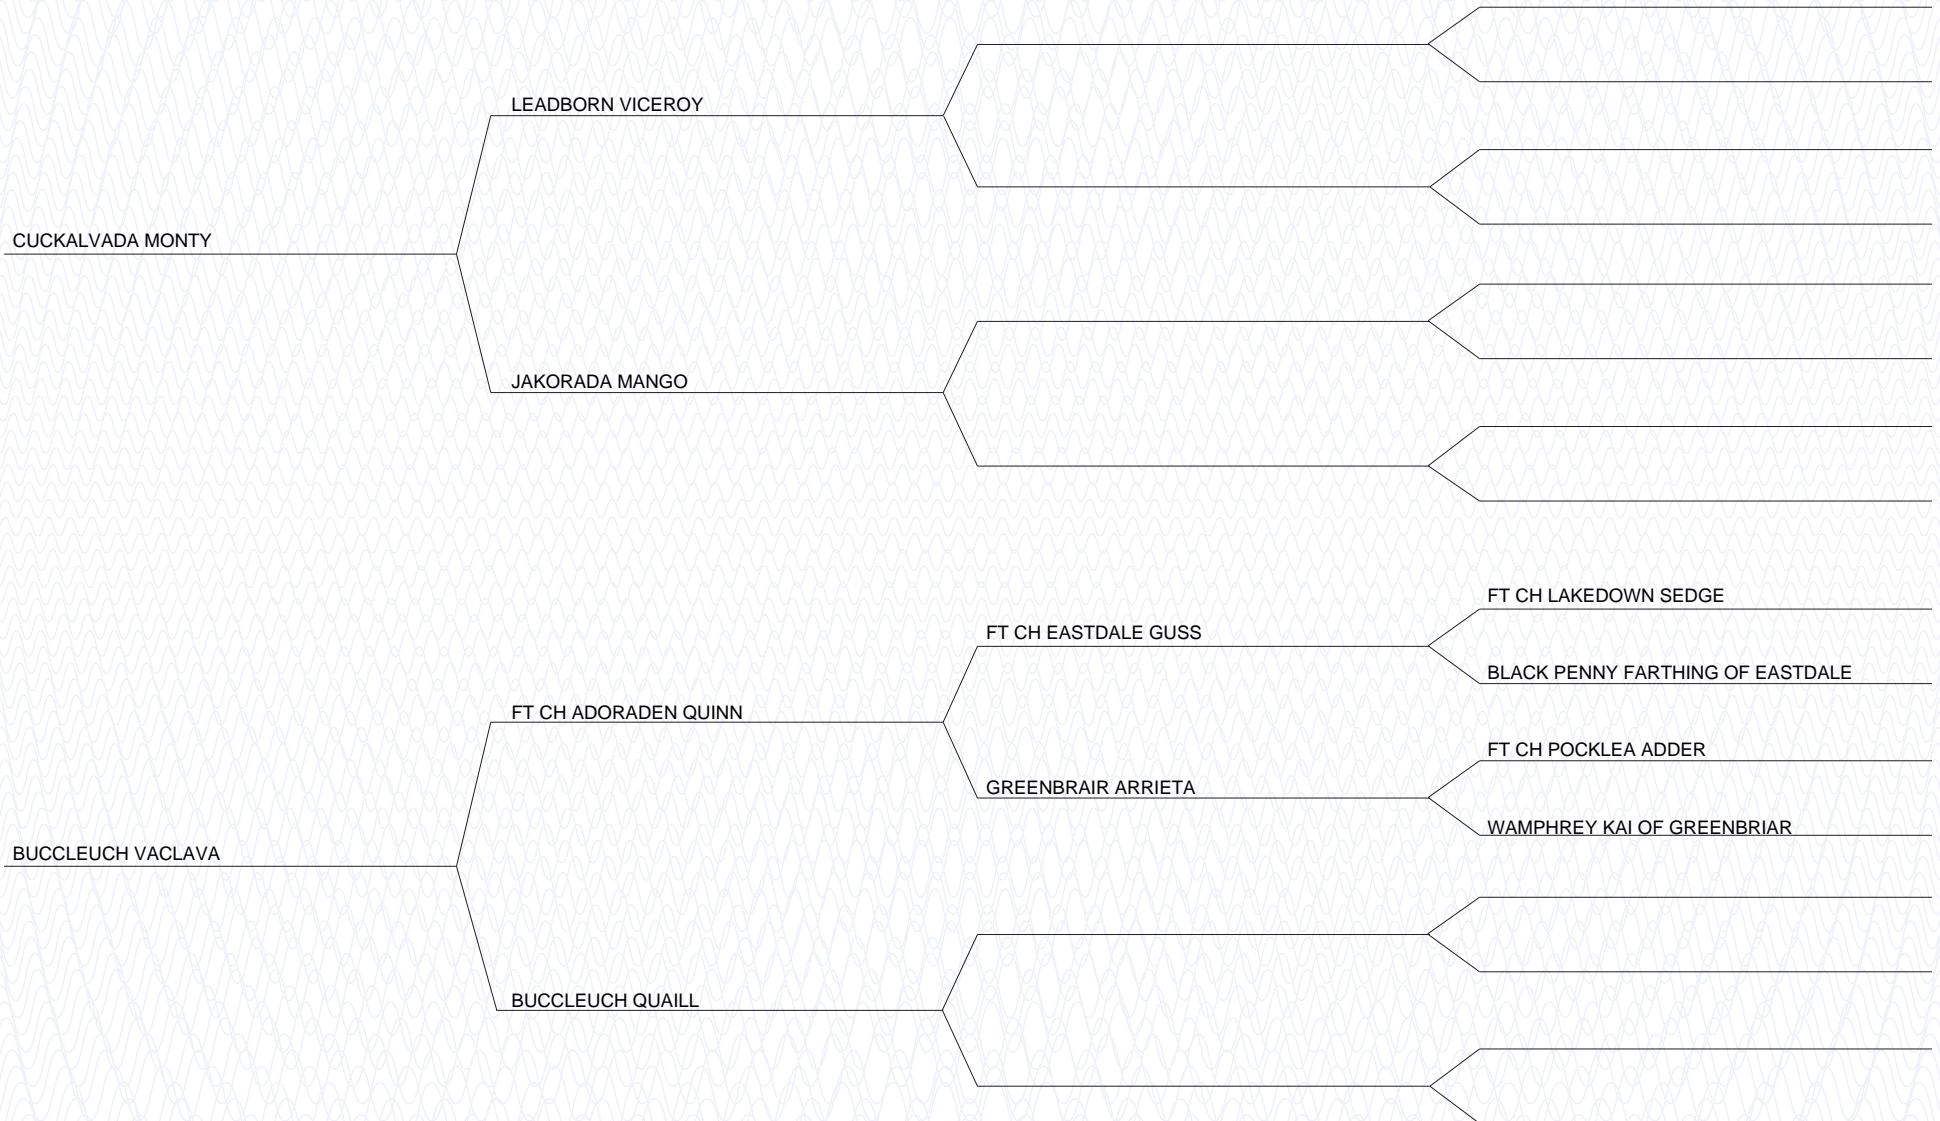 LEADBORN VICEROY
CUCKALVADA MONTY
JAKORADA MANGO
FT CH LAKEDOWN SEDGE
FT CH EASTDALE GUSS
BLACK PENNY FARTHING OF EASTDALE
FT CH ADORADEN QUINN
FT CH POCKLEA ADDER
GREENBRAIR ARRIETA
WAMPHREY KAI OF GREENBRIAR
BUCCLEUCH VACLAVA
BUCCLEUCH QUAILL